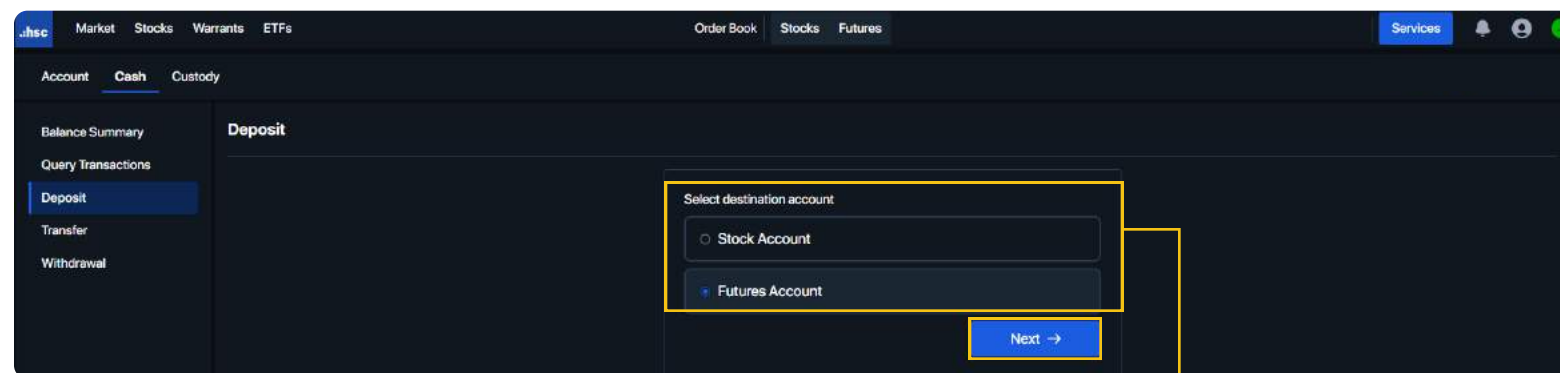 .:hsc Market Stocks Warrants ETFs Order Book Stocks Futures Services
Account Cash Custody
Balance Summary
Query Transactions
Deposit
Transfer
Withdrawal
Deposit
Select destination account
Stock Account
Futures Account
Next →